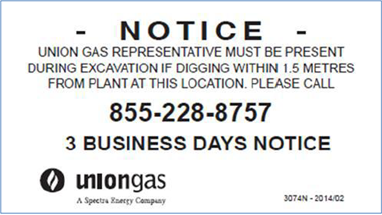 - NOTICE -
UNION GAS REPRESENTATIVE MUST BE PRESENT
DURING EXCAVATION IF DIGGING WITHIN 1.5 METRES
FROM PLANT AT THIS LOCATION. PLEASE CALL
855-228-8757
3 BUSINESS DAYS NOTICE
uniongas
A Spectra Energy Company
3074N - 2014/02